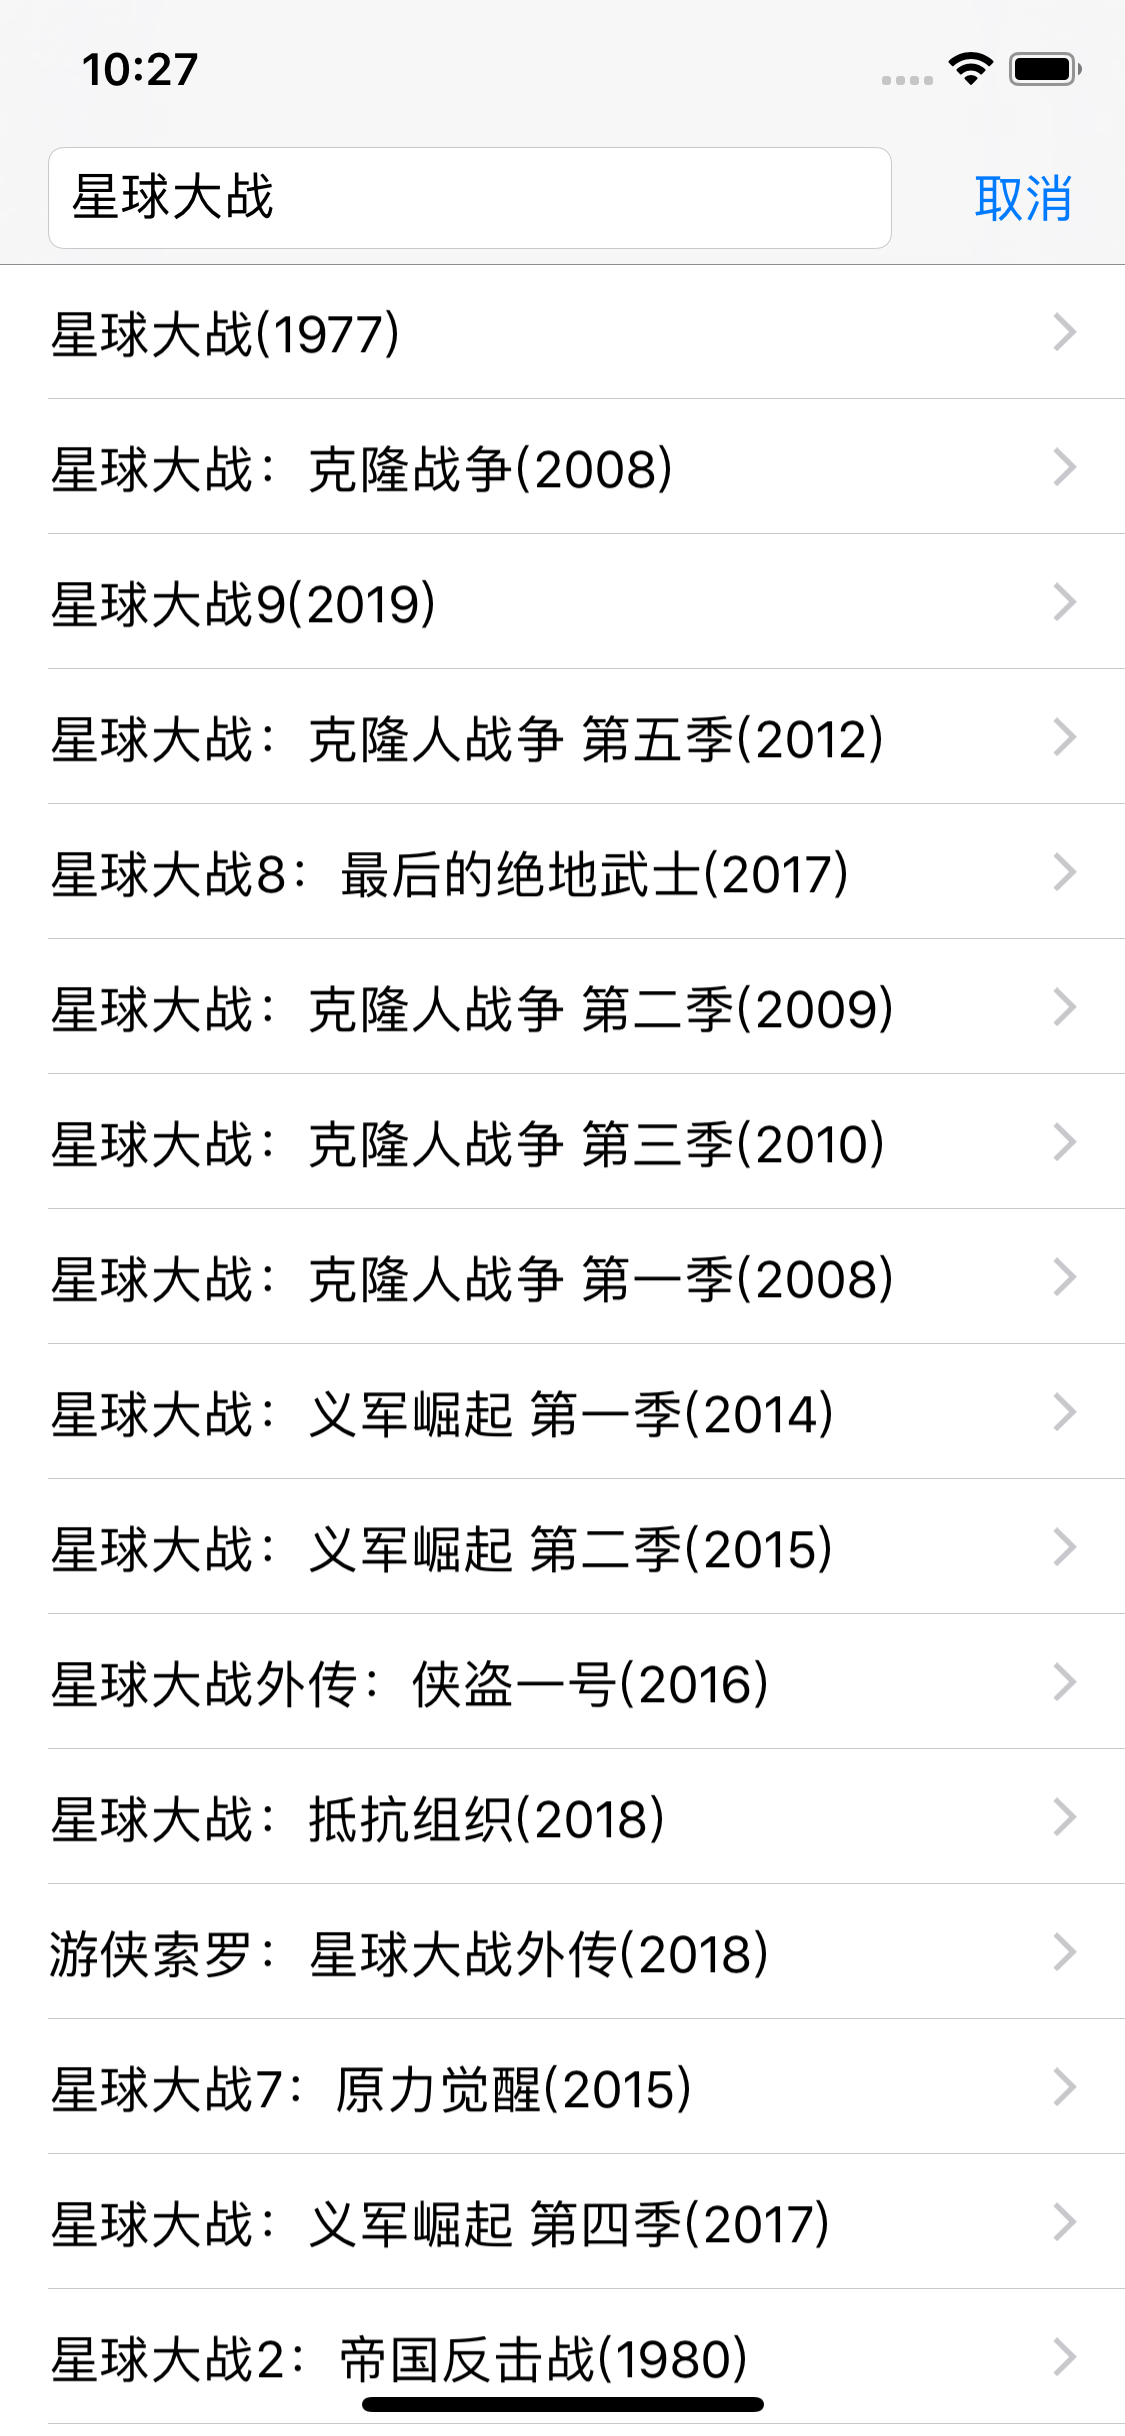 10:27
星球大战
取消
星球大战(1977)
星球大战：克隆战争(2008)
星球大战9(2019)
星球大战：克隆人战争 第五季(2012)
星球大战8：最后的绝地武士(2017)
星球大战：克隆人战争 第二季(2009)
星球大战：克隆人战争 第三季(2010)
星球大战：克隆人战争 第一季(2008)
星球大战：义军崛起 第一季(2014)
星球大战：义军崛起 第二季(2015)
星球大战外传：侠盗一号(2016)
星球大战：抵抗组织(2018)
游侠索罗：星球大战外传(2018)
星球大战7：原力觉醒(2015)
星球大战：义军崛起 第四季(2017)
星球大战2：帝国反击战(1980)